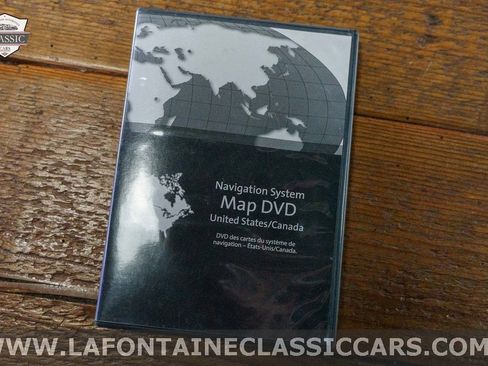 CLASSIC
CARS
Navigation System
Map DVD
United States/Canada
DVD des cartes du système de
navigation – États-Unis/Canada.
WWW.LAFONTAINECLASSICCARS.COM